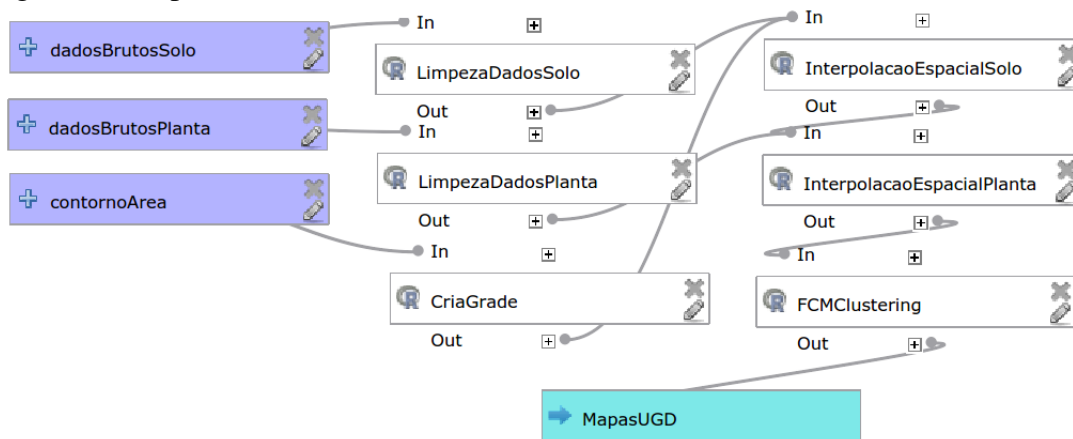 In
dadosBrutosSolo
LimpezaDadosSolo
Out
In
dadosBrutosPlanta
LimpezaDadosPlanta
Out
In
contornoArea
CriaGrade
Out
In
InterpolacaoEspacialSolo
Out
In
InterpolacaoEspacialPlanta
Out
In
FCMClustering
Out
MapasUGD